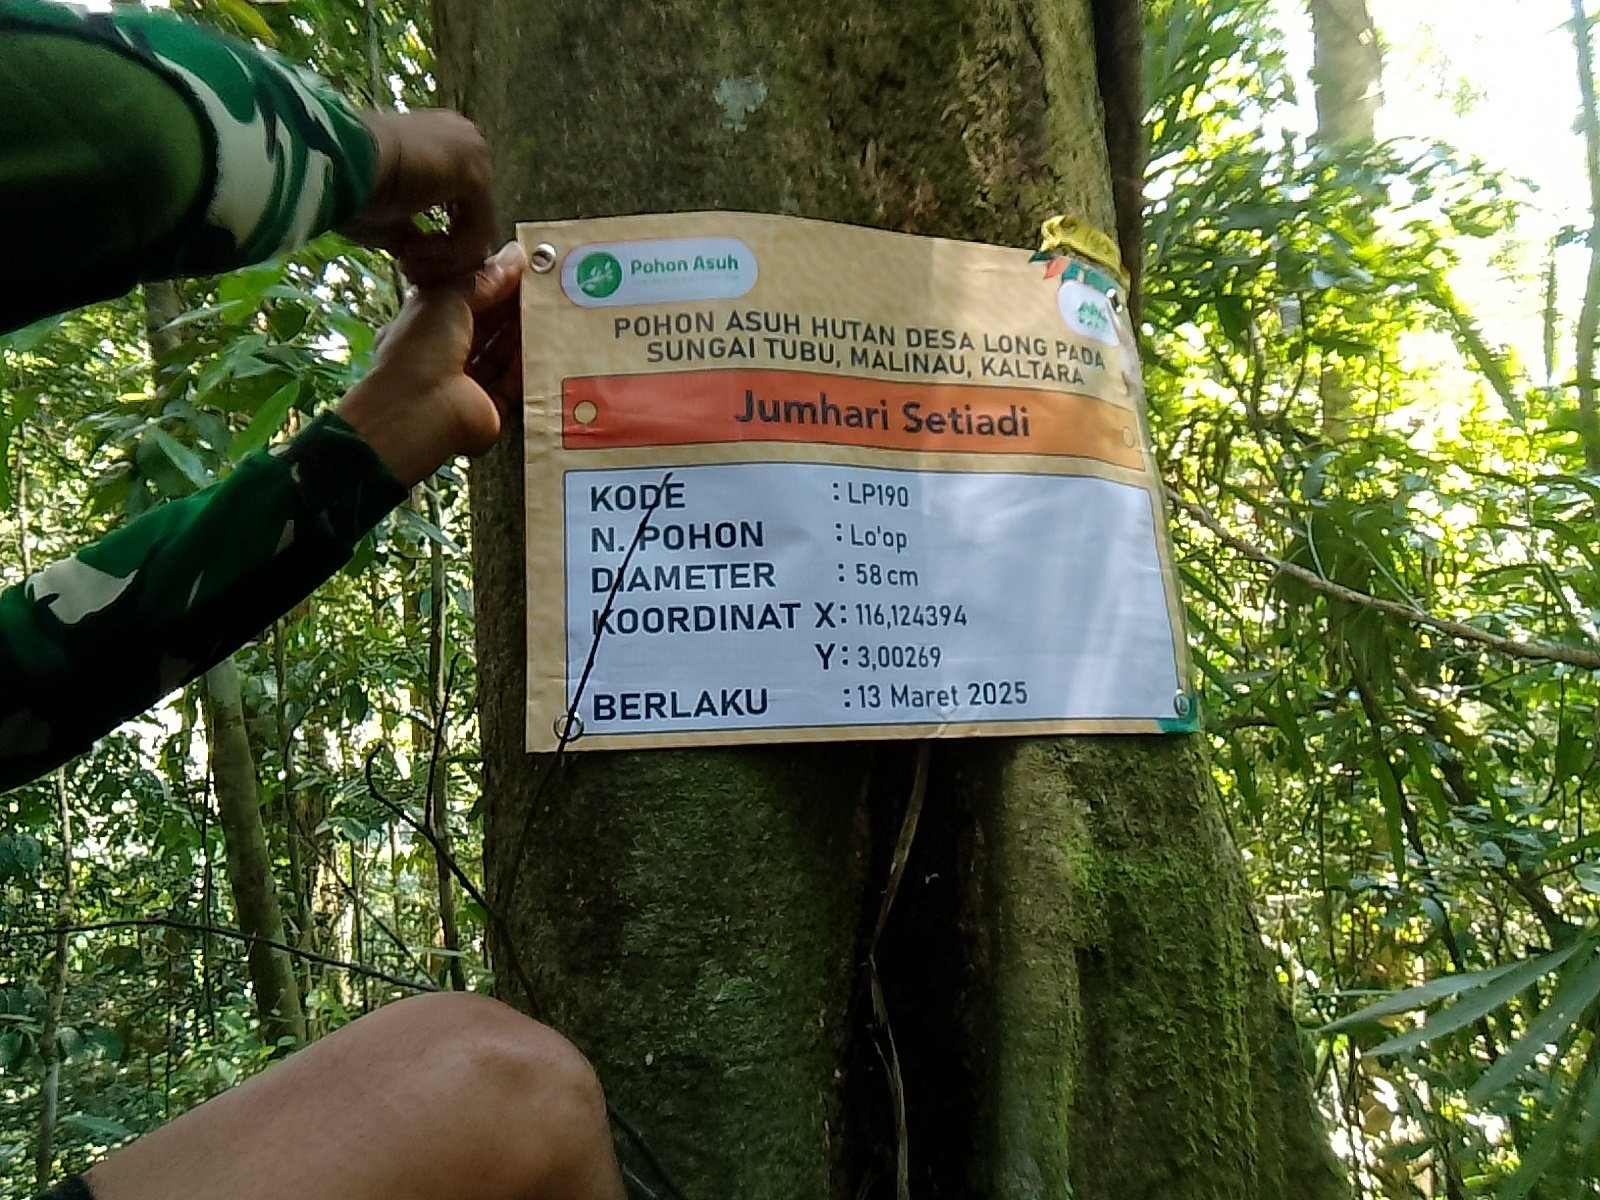 Pohon Asuh
POHON ASUH HUTAN DESA LONG PADA
SUNGAI TUBU, MALINAU, KALTARA
Jumhari Setiadi
KODE : LP190
N. POHON : Lo'op
DIAMETER : 58 cm
KOORDINAT X: 116,124394
Y: 3,00269
BERLAKU : 13 Maret 2025